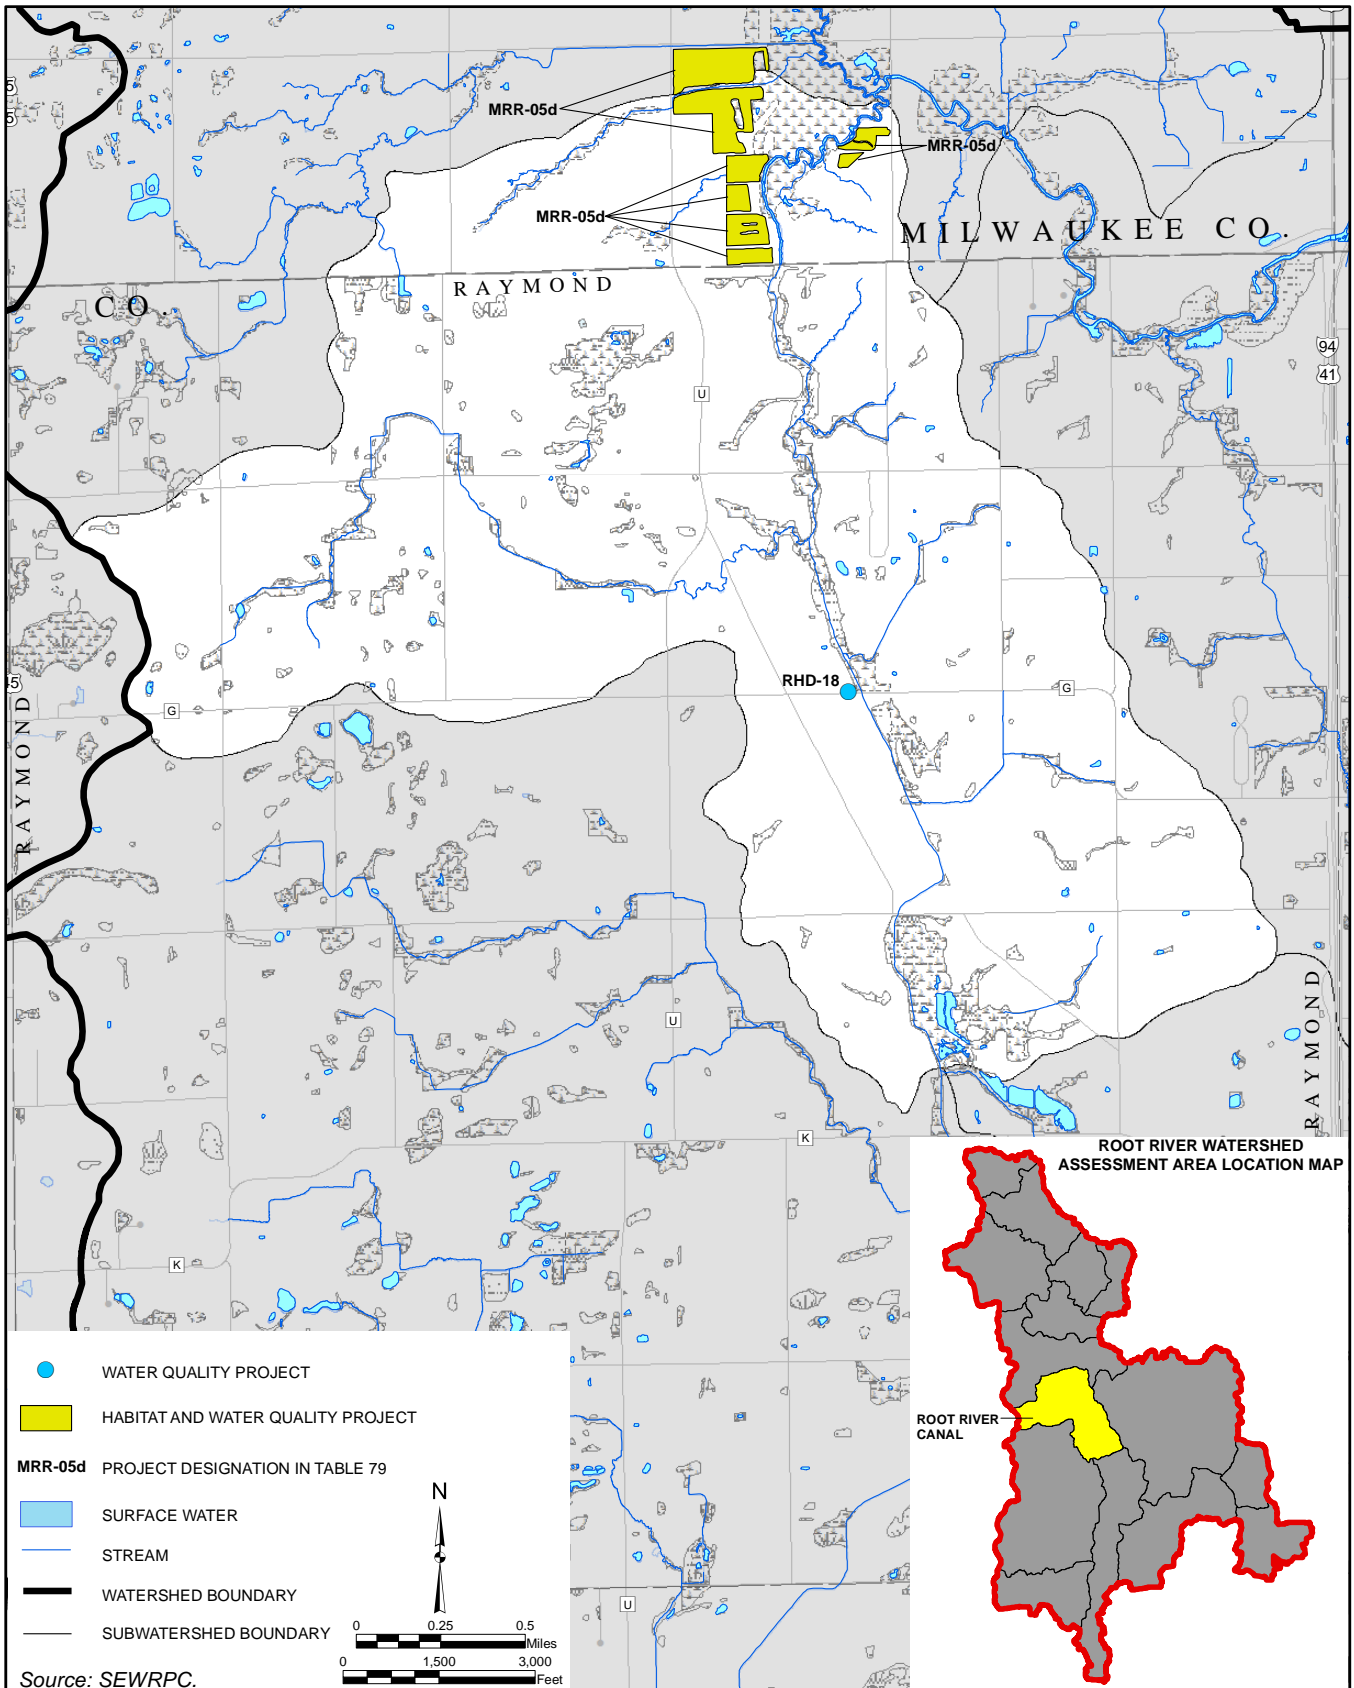 MRR-05d
MRR-05d
MRR-05d
MILWAUKEE CO.
RAYMOND
CO.
94
41
U
45
RHD-18
G
G
RAYMOND
U
RAYMOND
K
K
U
ROOT RIVER WATERSHED
ASSESSMENT AREA LOCATION MAP
ROOT RIVER
CANAL
WATER QUALITY PROJECT
HABITAT AND WATER QUALITY PROJECT
MRR-05d PROJECT DESIGNATION IN TABLE 79
SURFACE WATER
STREAM
WATERSHED BOUNDARY
SUBWATERSHED BOUNDARY
N
0 0.25 0.5
Miles
0 1,500 3,000
Feet
Source: SEWRPC.